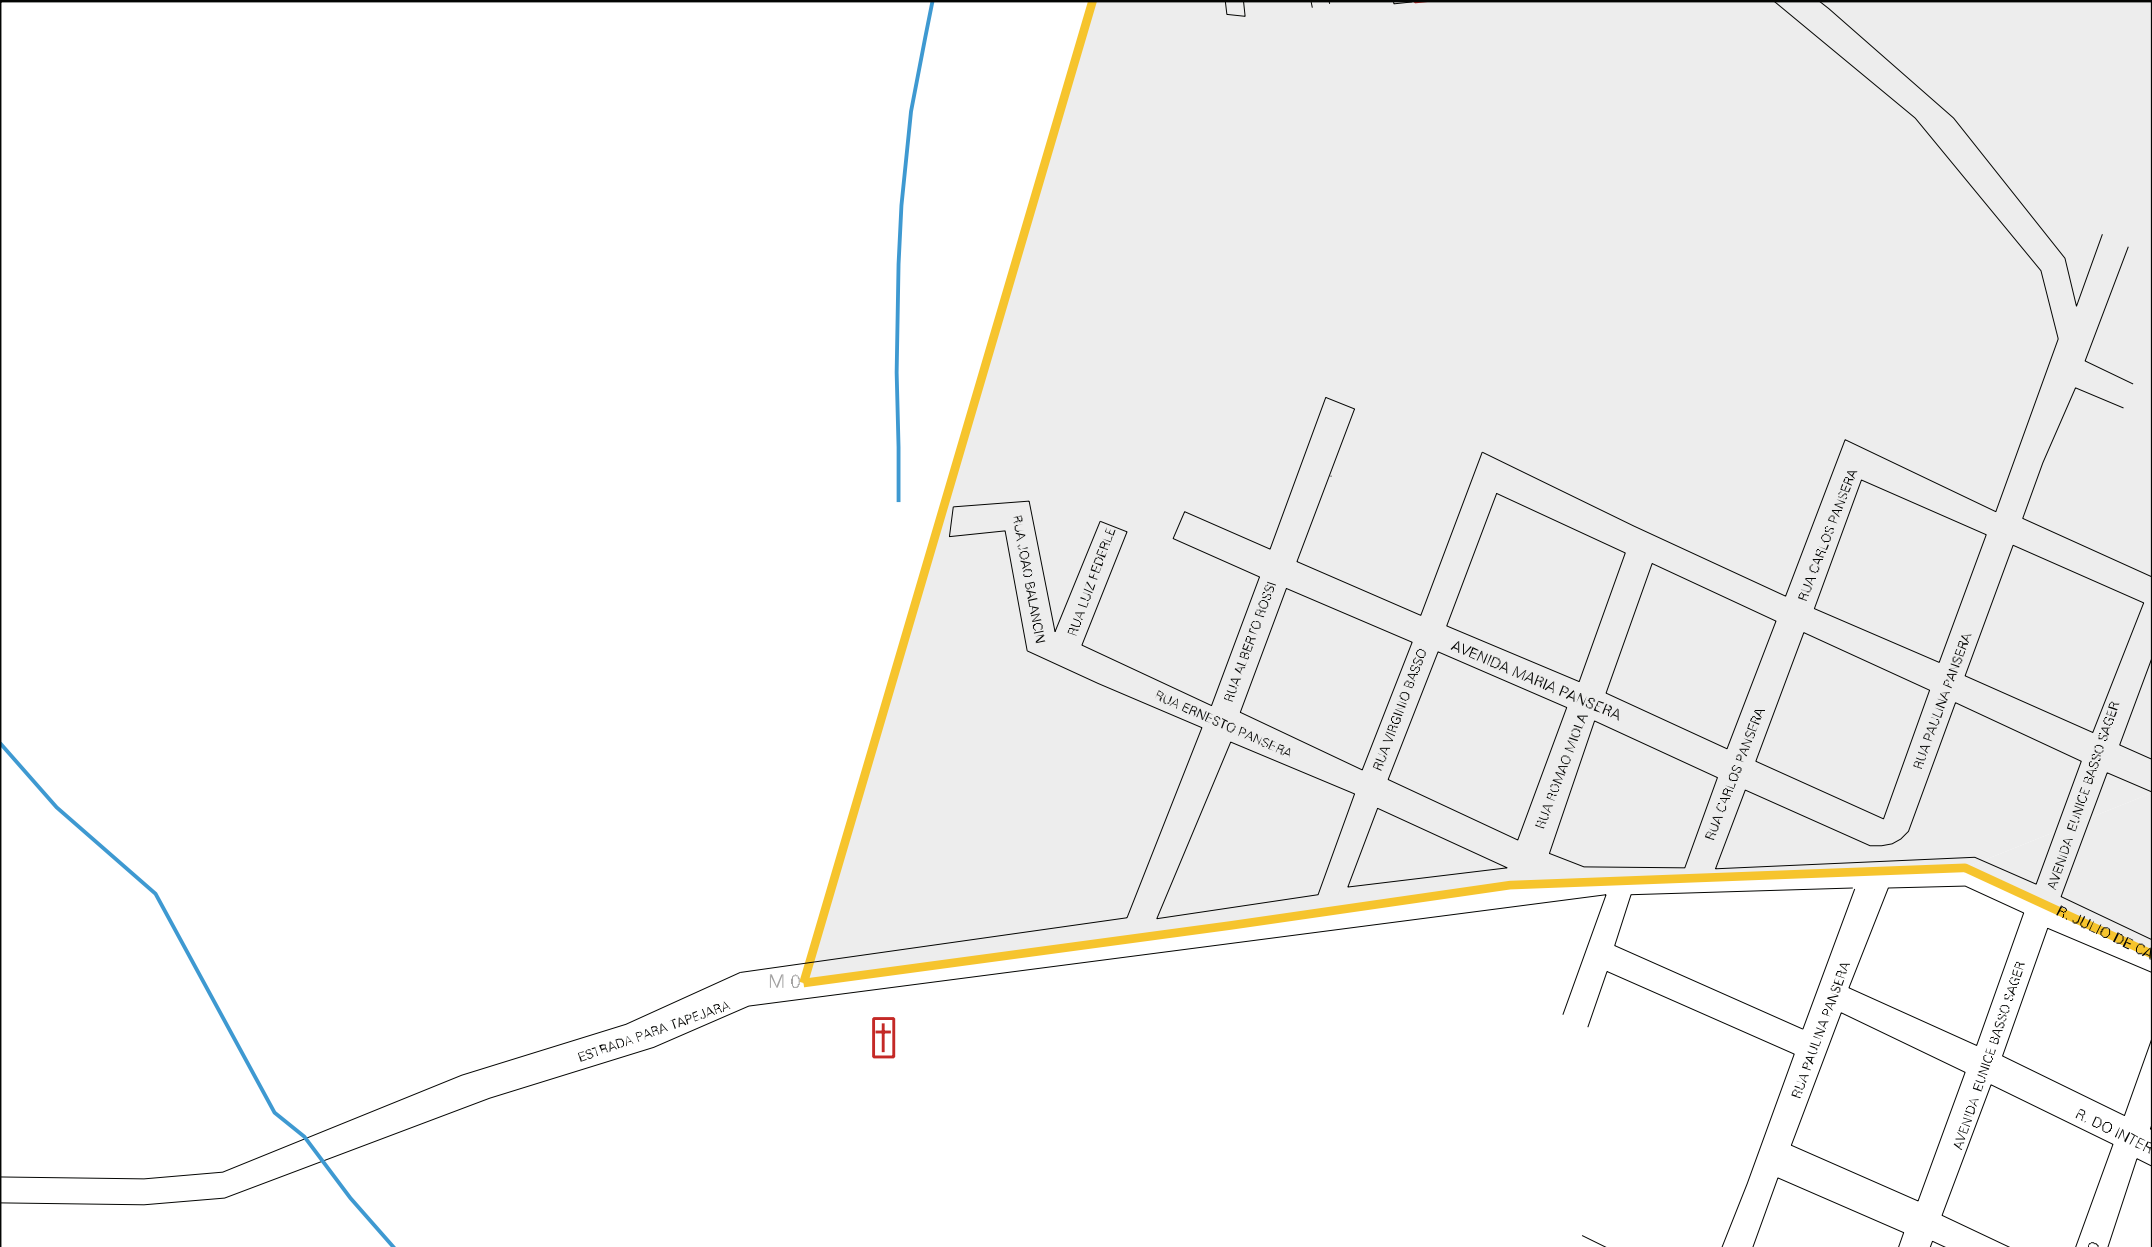 RUA CARLOS PANSERA
RUA JOAO BALANCIN
RUA LUIZ FEDERLE
RUA ALBERTO ROSSI
RUA ERNESTO PANSERA
RUA VIRGINIO BASSO
AVENIDA MARIA PANSERA
RUA ROMAO MIOLA
RUA CARLOS PANSERA
RUA PAULINA PANSERA
AVENIDA EUNICE BASSO SAGER
R. JULIO DE CA
M 0
ESTRADA PARA TAPEJARA
RUA PAULINA PANSERA
AVENIDA EUNICE BASSO SAGER
R. DO INTER